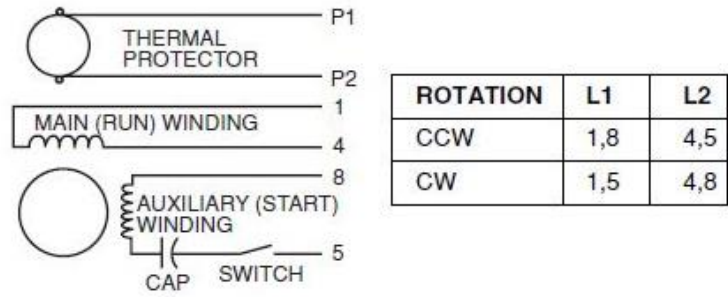 P1
THERMAL
PROTECTOR
P2
1
MAIN (RUN) WINDING
4
8
AUXILIARY (START)
WINDING
5
CAP
SWITCH
ROTATION L1 L2
CCW 1,8 4,5
CW 1,5 4,8